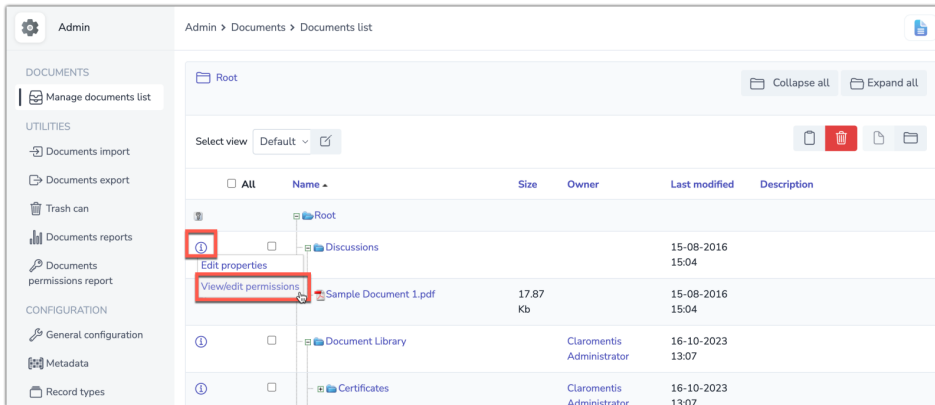 Admin
Admin > Documents > Documents list
DOCUMENTS
Manage documents list
UTILITIES
Documents import
Documents export
Trash can
Documents reports
Documents
permissions report
CONFIGURATION
General configuration
Metadata
Record types
Root
Collapse all
Expand all
Select view
Default
All
Name
Size
Owner
Last modified
Description
Root
Discussions
15-08-2016
15:04
Edit properties
View/edit permissions
Sample Document 1.pdf
17.87
Kb
15-08-2016
15:04
Document Library
Claromentis
Administrator
16-10-2023
13:07
Certificates
Claromentis
Administrator
16-10-2023
13:07